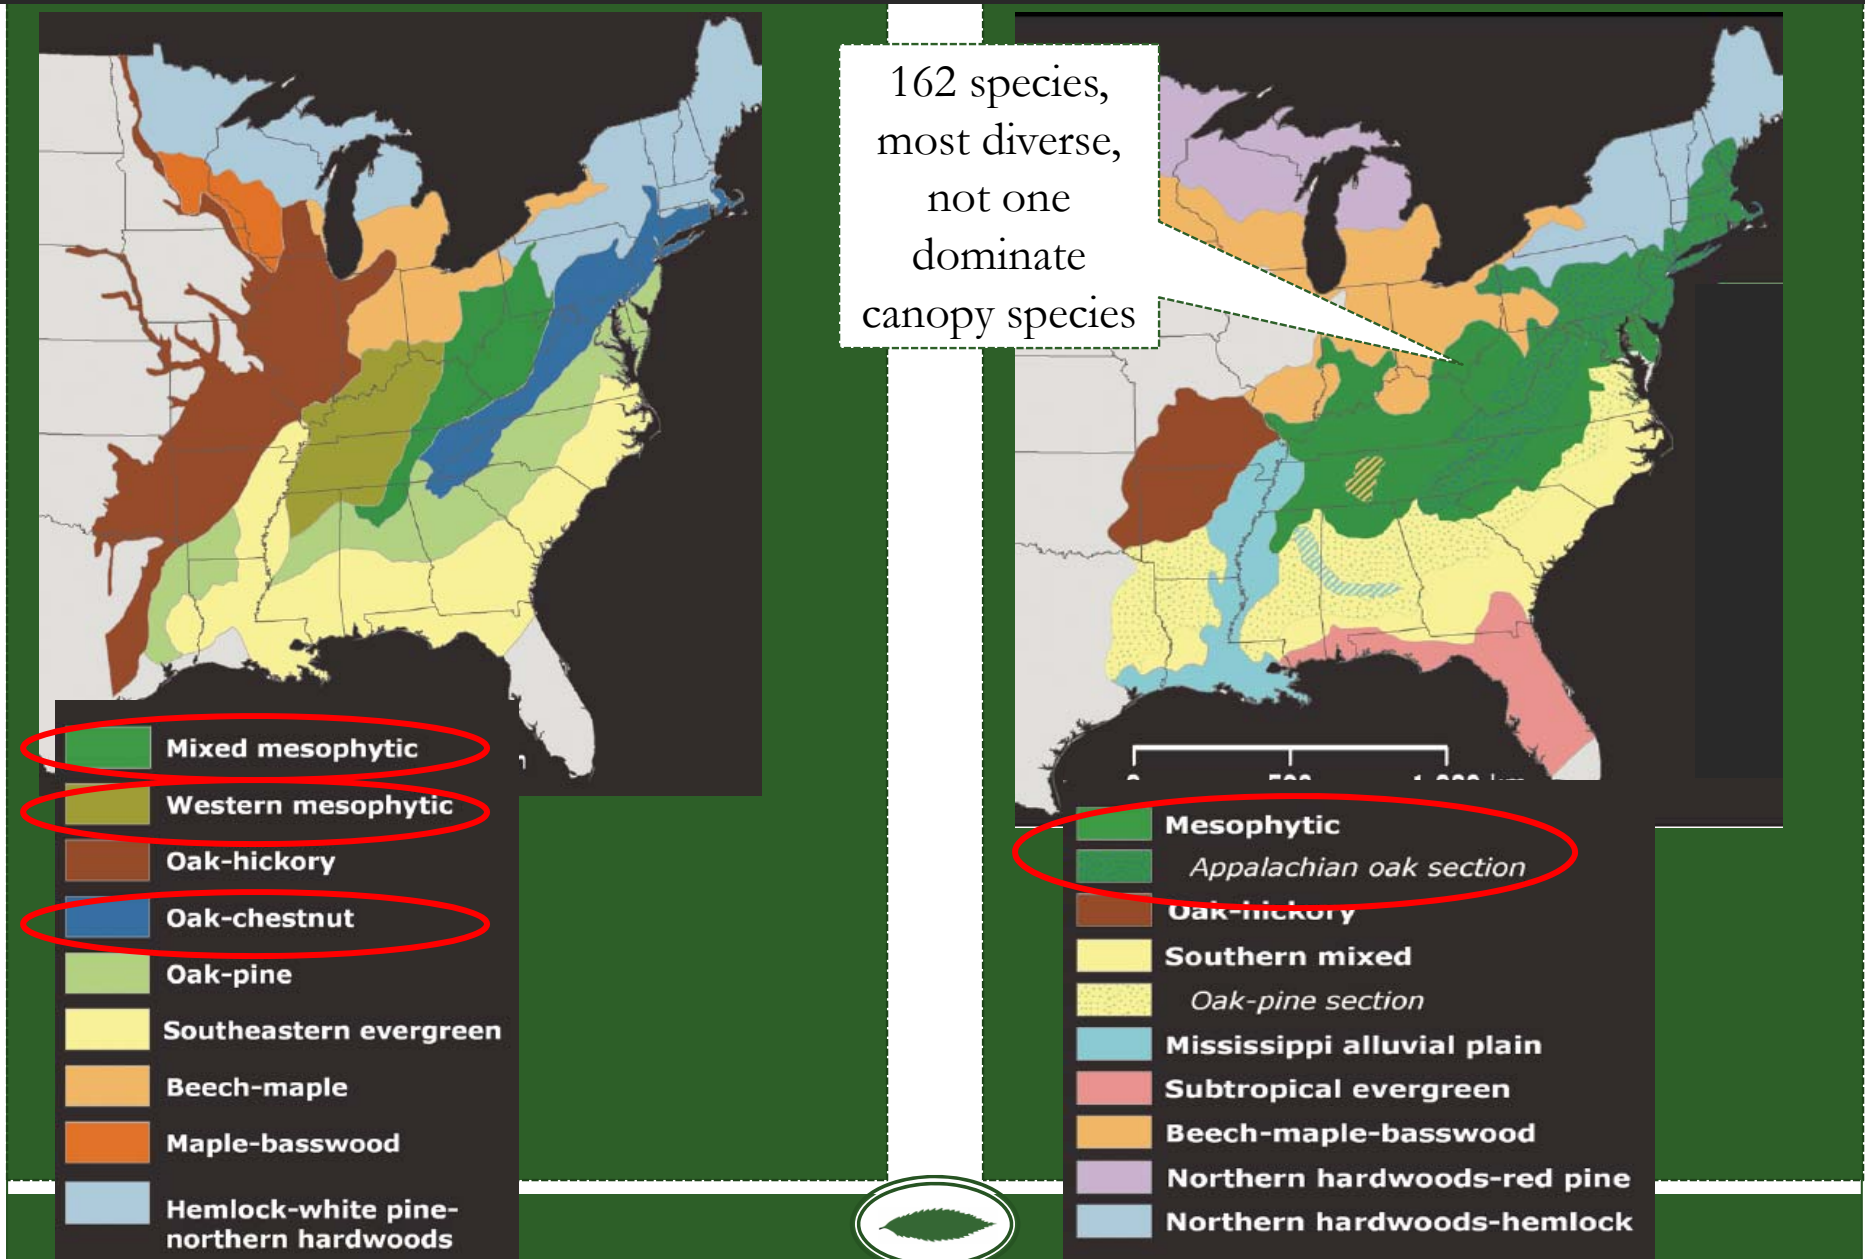 162 species,
most diverse,
not one
dominate
canopy species
Mixed mesophytic
Western mesophytic
Oak-hickory
Oak-chestnut
Oak-pine
Southeastern evergreen
Beech-maple
Maple-basswood
Hemlock-white pine-
northern hardwoods
Mesophytic
Appalachian oak section
Oak-hickory
Southern mixed
Oak-pine section
Mississippi alluvial plain
Subtropical evergreen
Beech-maple-basswood
Northern hardwoods-red pine
Northern hardwoods-hemlock